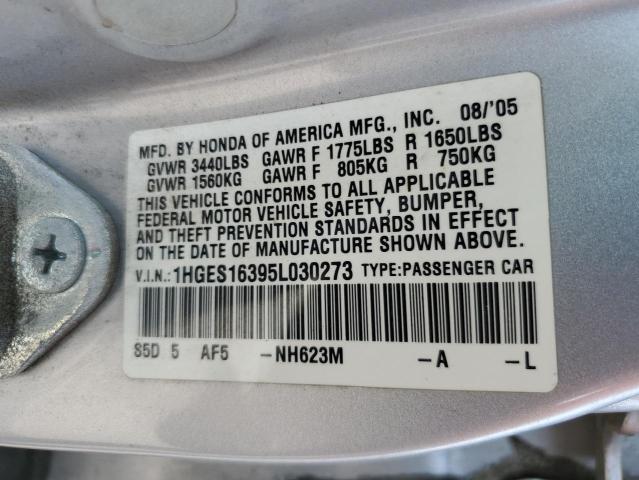 MFD. BY HONDA OF AMERICA MFG., INC. 08/'05
GVWR 3440LBS GAWR F 1775LBS R 1650LBS
GVWR 1560KG GAWR F 805KG R 750KG
THIS VEHICLE CONFORMS TO ALL APPLICABLE
FEDERAL MOTOR VEHICLE SAFETY, BUMPER,
AND THEFT PREVENTION STANDARDS IN EFFECT
ON THE DATE OF MANUFACTURE SHOWN ABOVE.
V.I.N.:1HGES16395L030273 TYPE:PASSENGER CAR
S5D 5 AF5 -NH623M -A -L